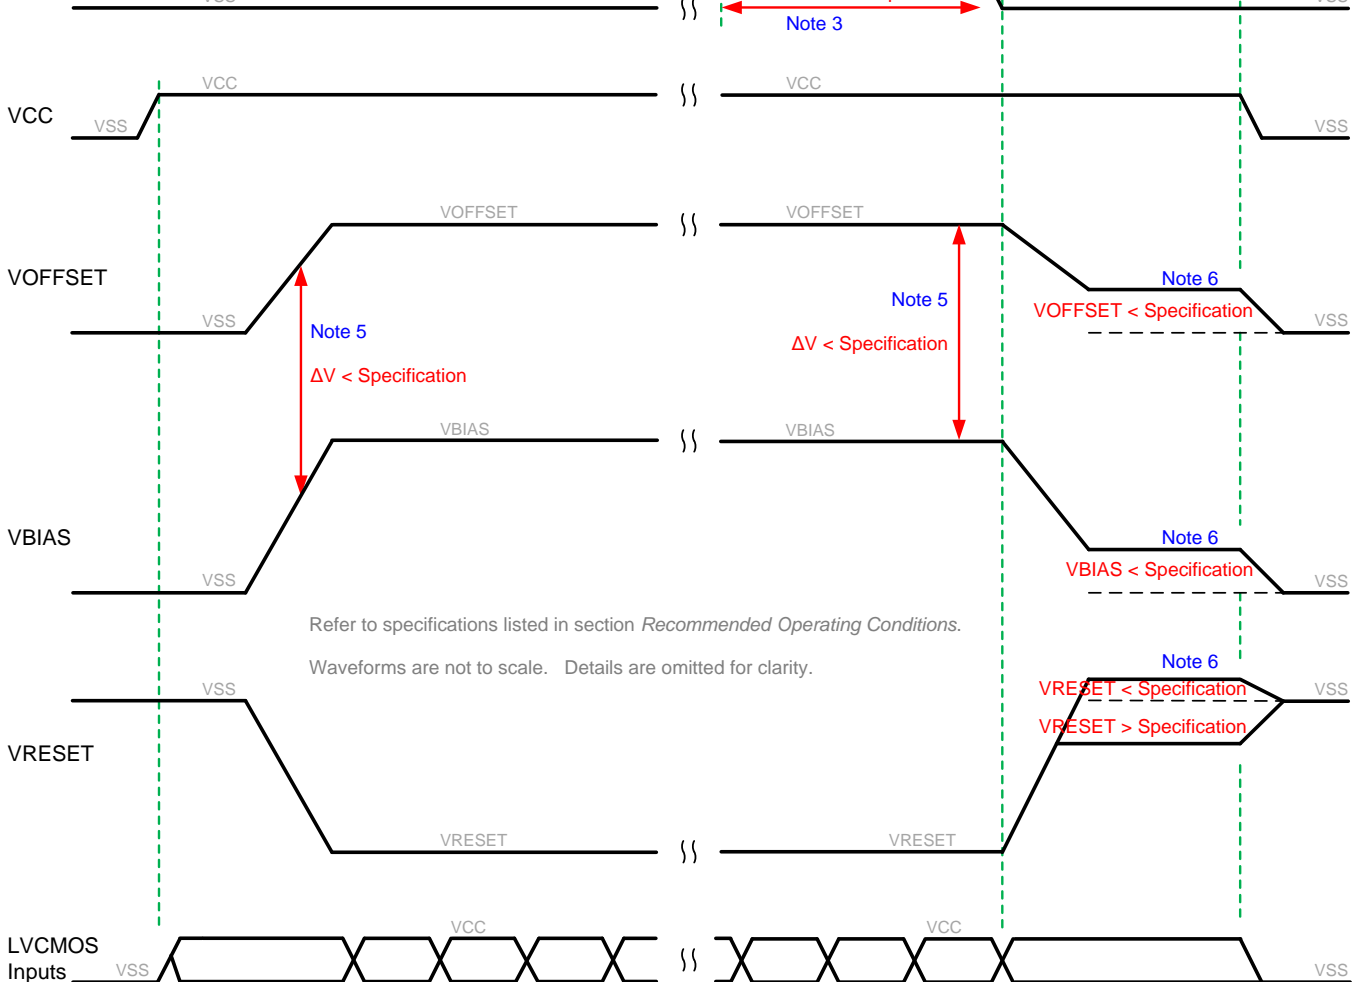 Note 3
VCC
VCC
VCC
VSS
VSS
VOFFSET
VOFFSET
VOFFSET
Note 6
Note 5
VOFFSET < Specification
VSS
Note 5
VSS
ΔV < Specification
ΔV < Specification
VBIAS
VBIAS
VBIAS
Note 6
VBIAS < Specification
VSS
VSS
Refer to specifications listed in section Recommended Operating Conditions.
Waveforms are not to scale. Details are omitted for clarity.
Note 6
VSS
VRESET < Specification
VSS
VRESET > Specification
VRESET
VRESET
VRESET
VCC
VCC
LVCMOS
Inputs
VSS
VSS